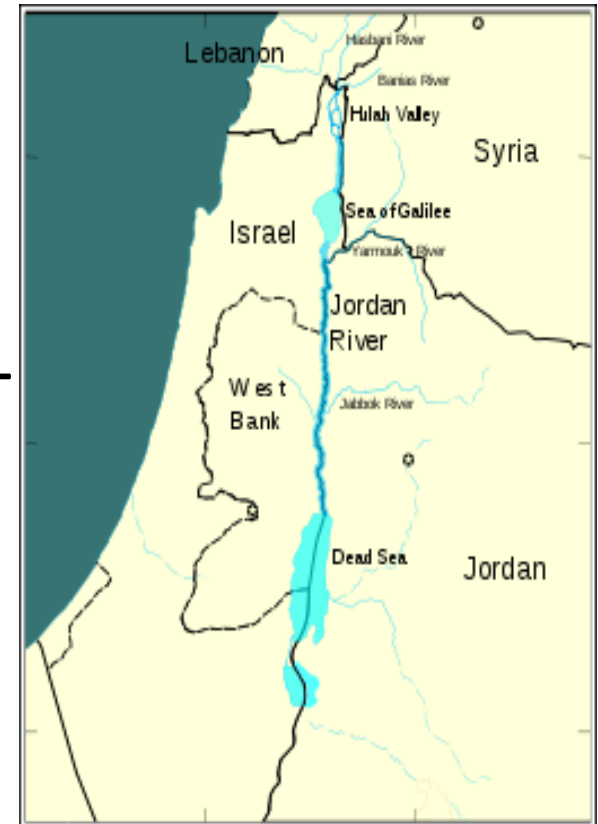 Lebanon
Hasbani River
Banias River
Hulah Valley
Syria
Sea of Galilee
Israel
Yarmouk River
Jordan
River
West
Bank
Jabbok River
Dead Sea
Jordan